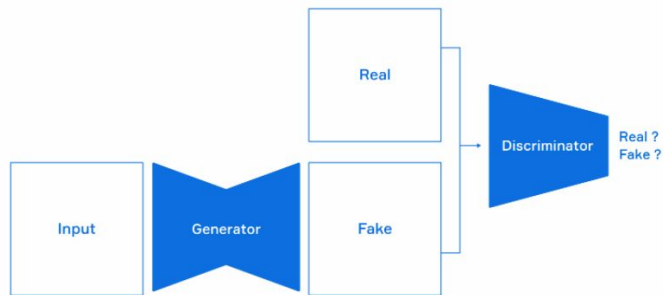 Real
Discriminator
Real ?
Fake ?
Input
Generator
Fake